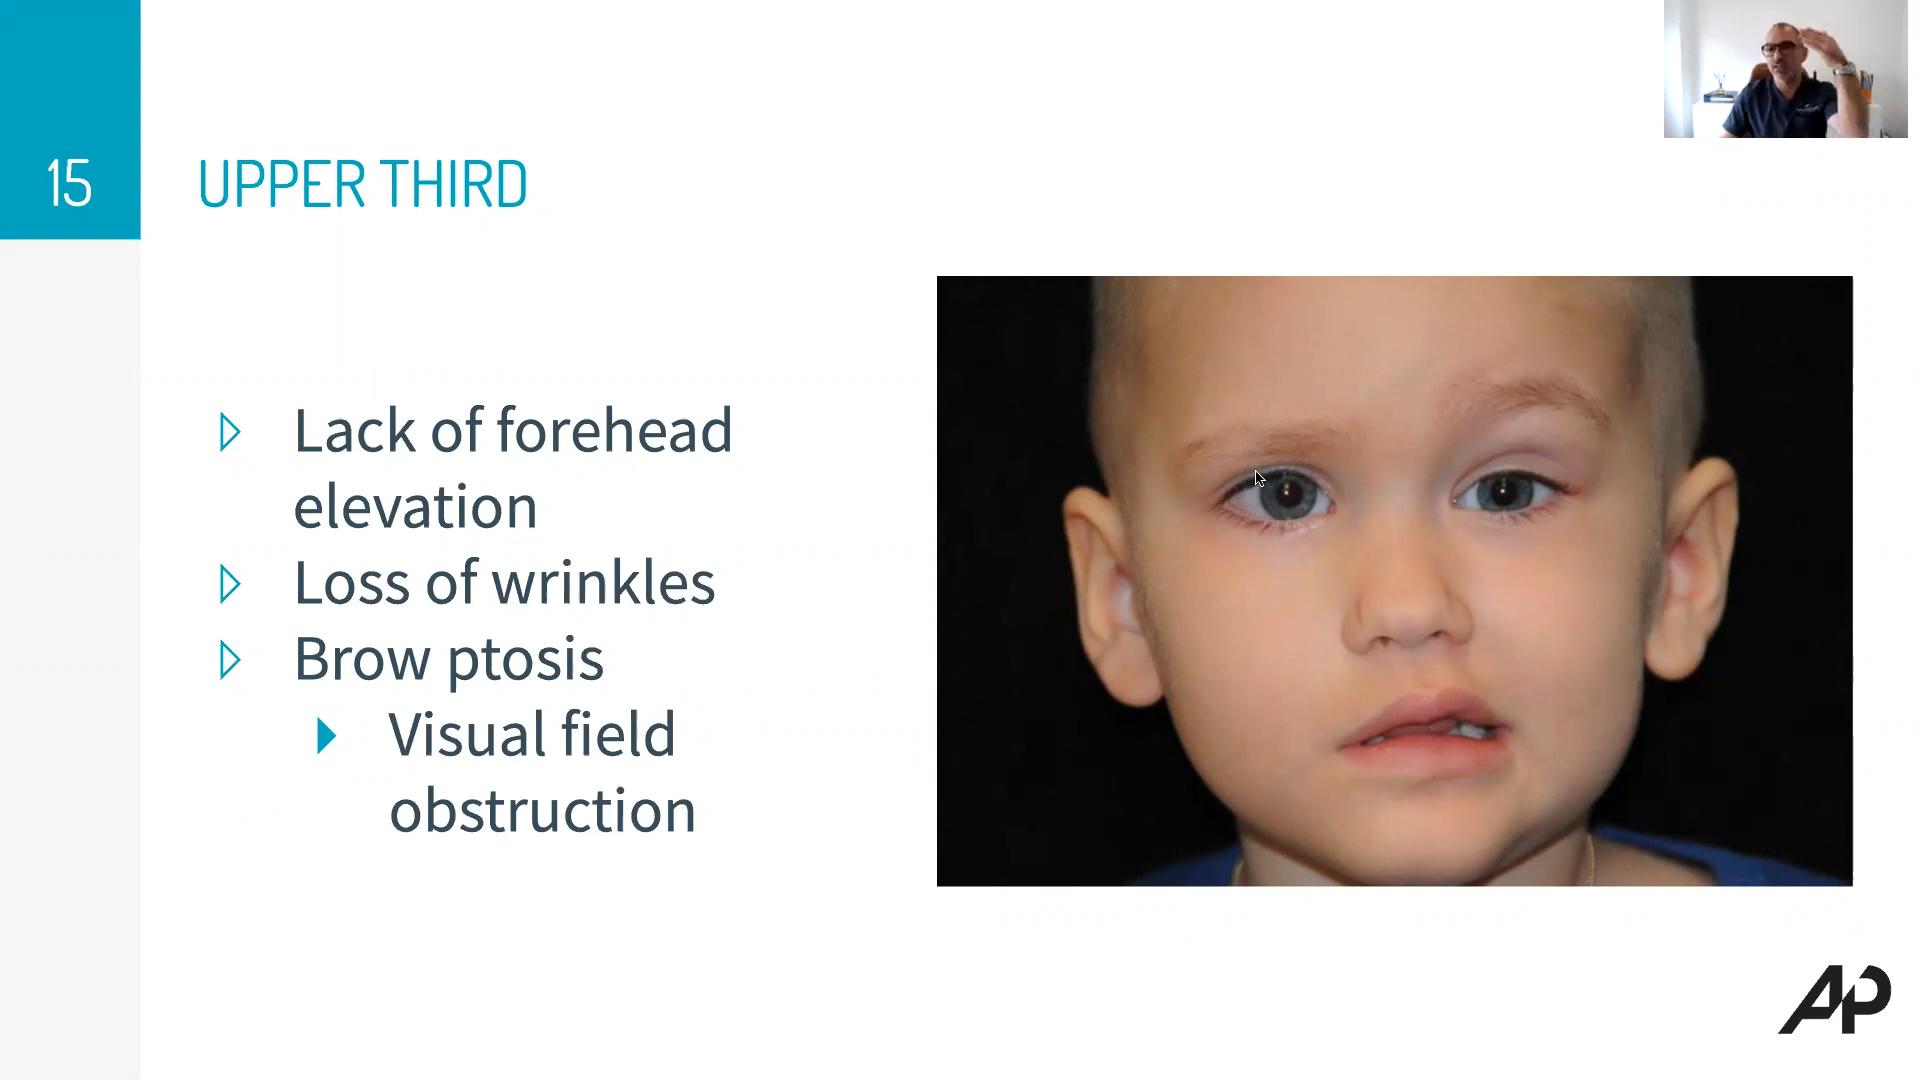 15
UPPER THIRD
Lack of forehead
elevation
Loss of wrinkles
Brow ptosis
Visual field
obstruction
AP